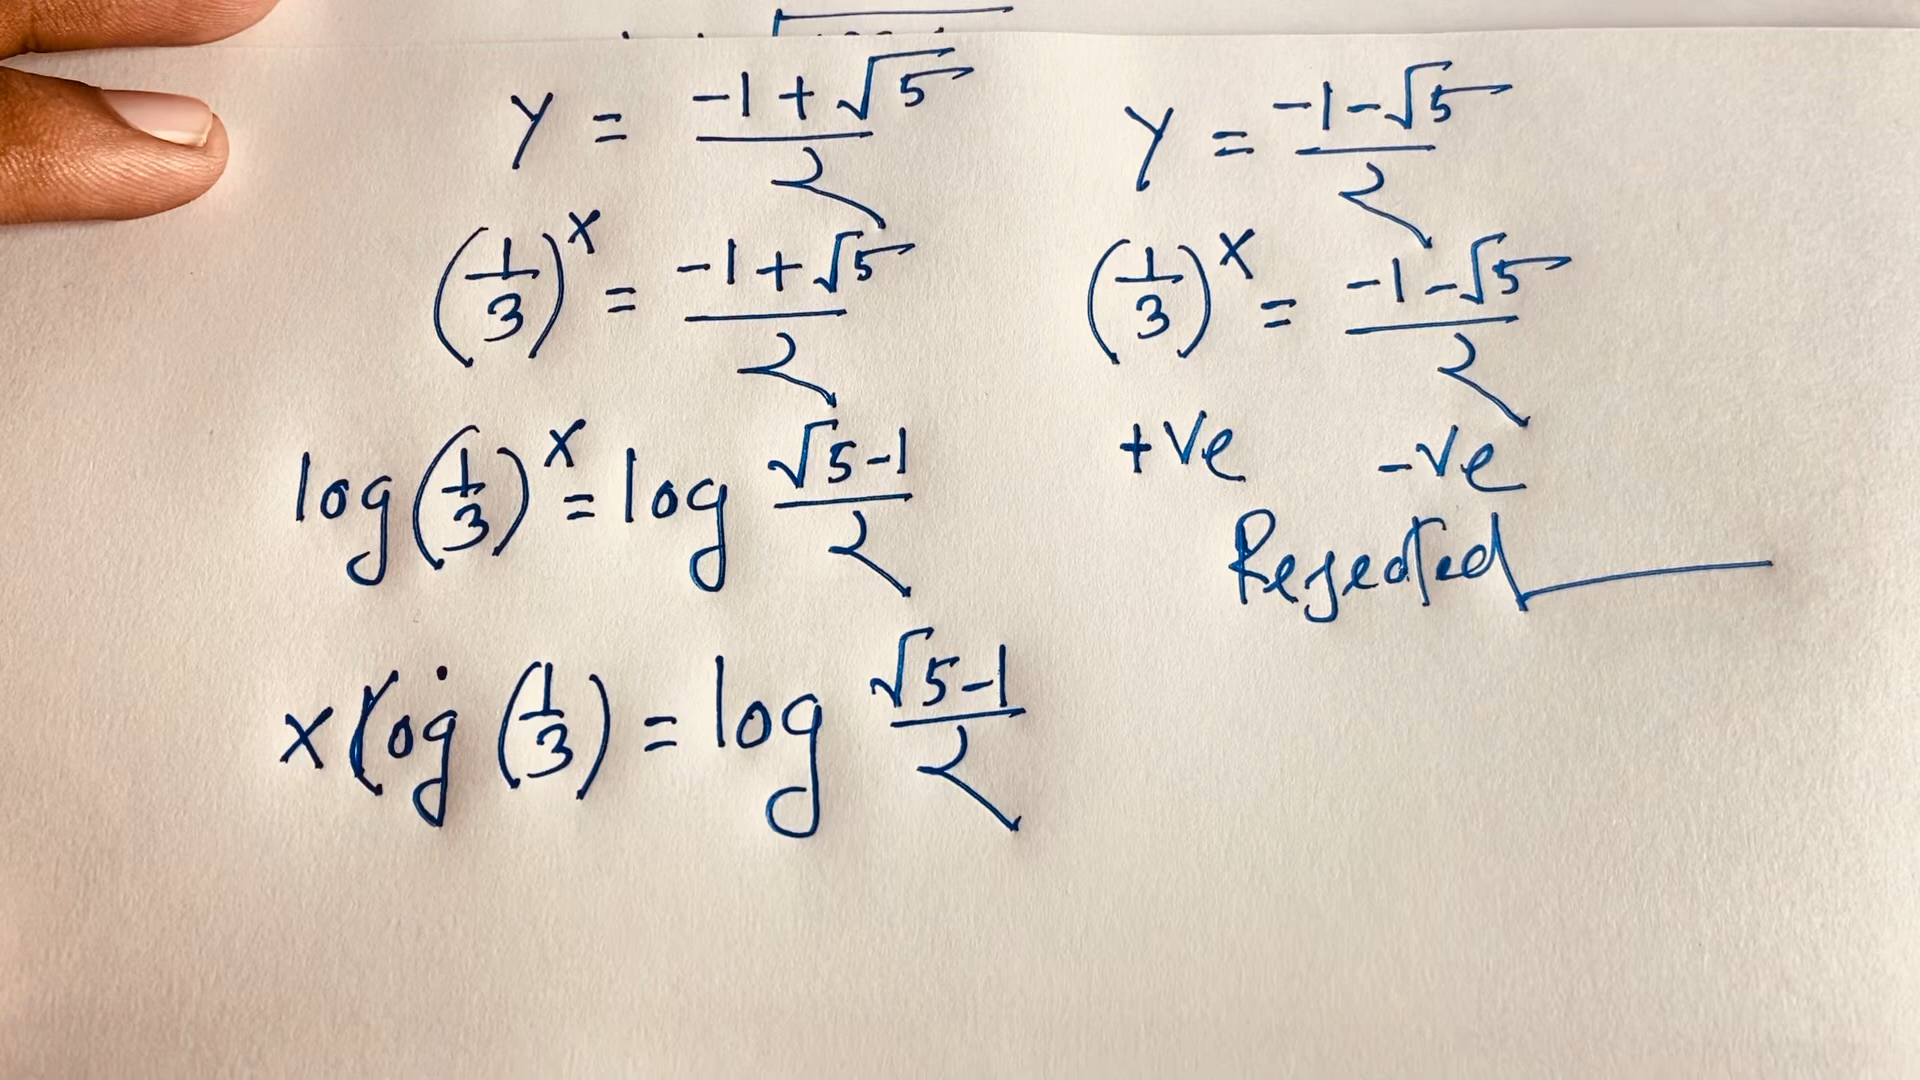 y = (-1 + √5)/2
(1/3)^x = (-1 + √5)/2
log(1/3)^x = log (√5-1)/2
x log (1/3) = log (√5-1)/2
y = (-1-√5)/2
(1/3)^x = (-1-√5)/2
+ve -ve
Rejected